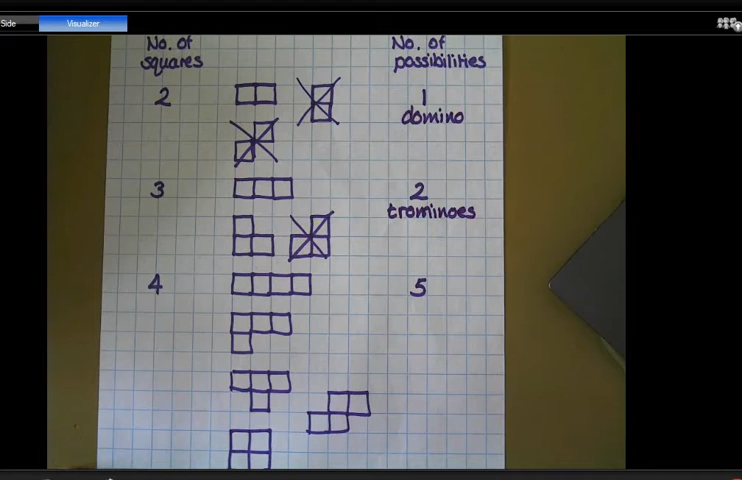 Side
Visualizer
No. of squares
No. of possibilities
2
1
domino
3
2
trominoes
4
5